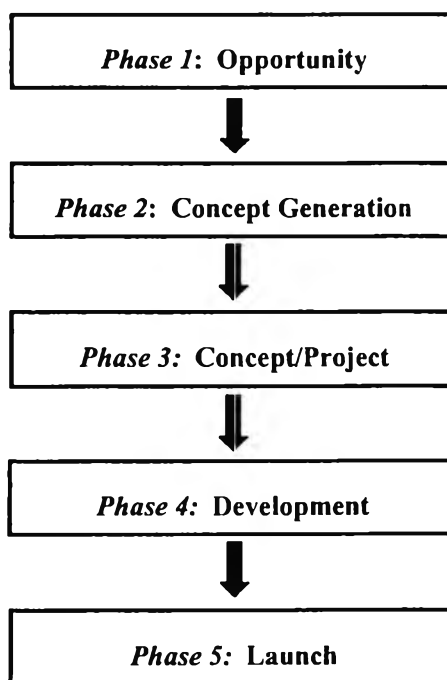 Phase 1: Opportunity
Phase 2: Concept Generation
Phase 3: Concept/Project
Phase 4: Development
Phase 5: Launch